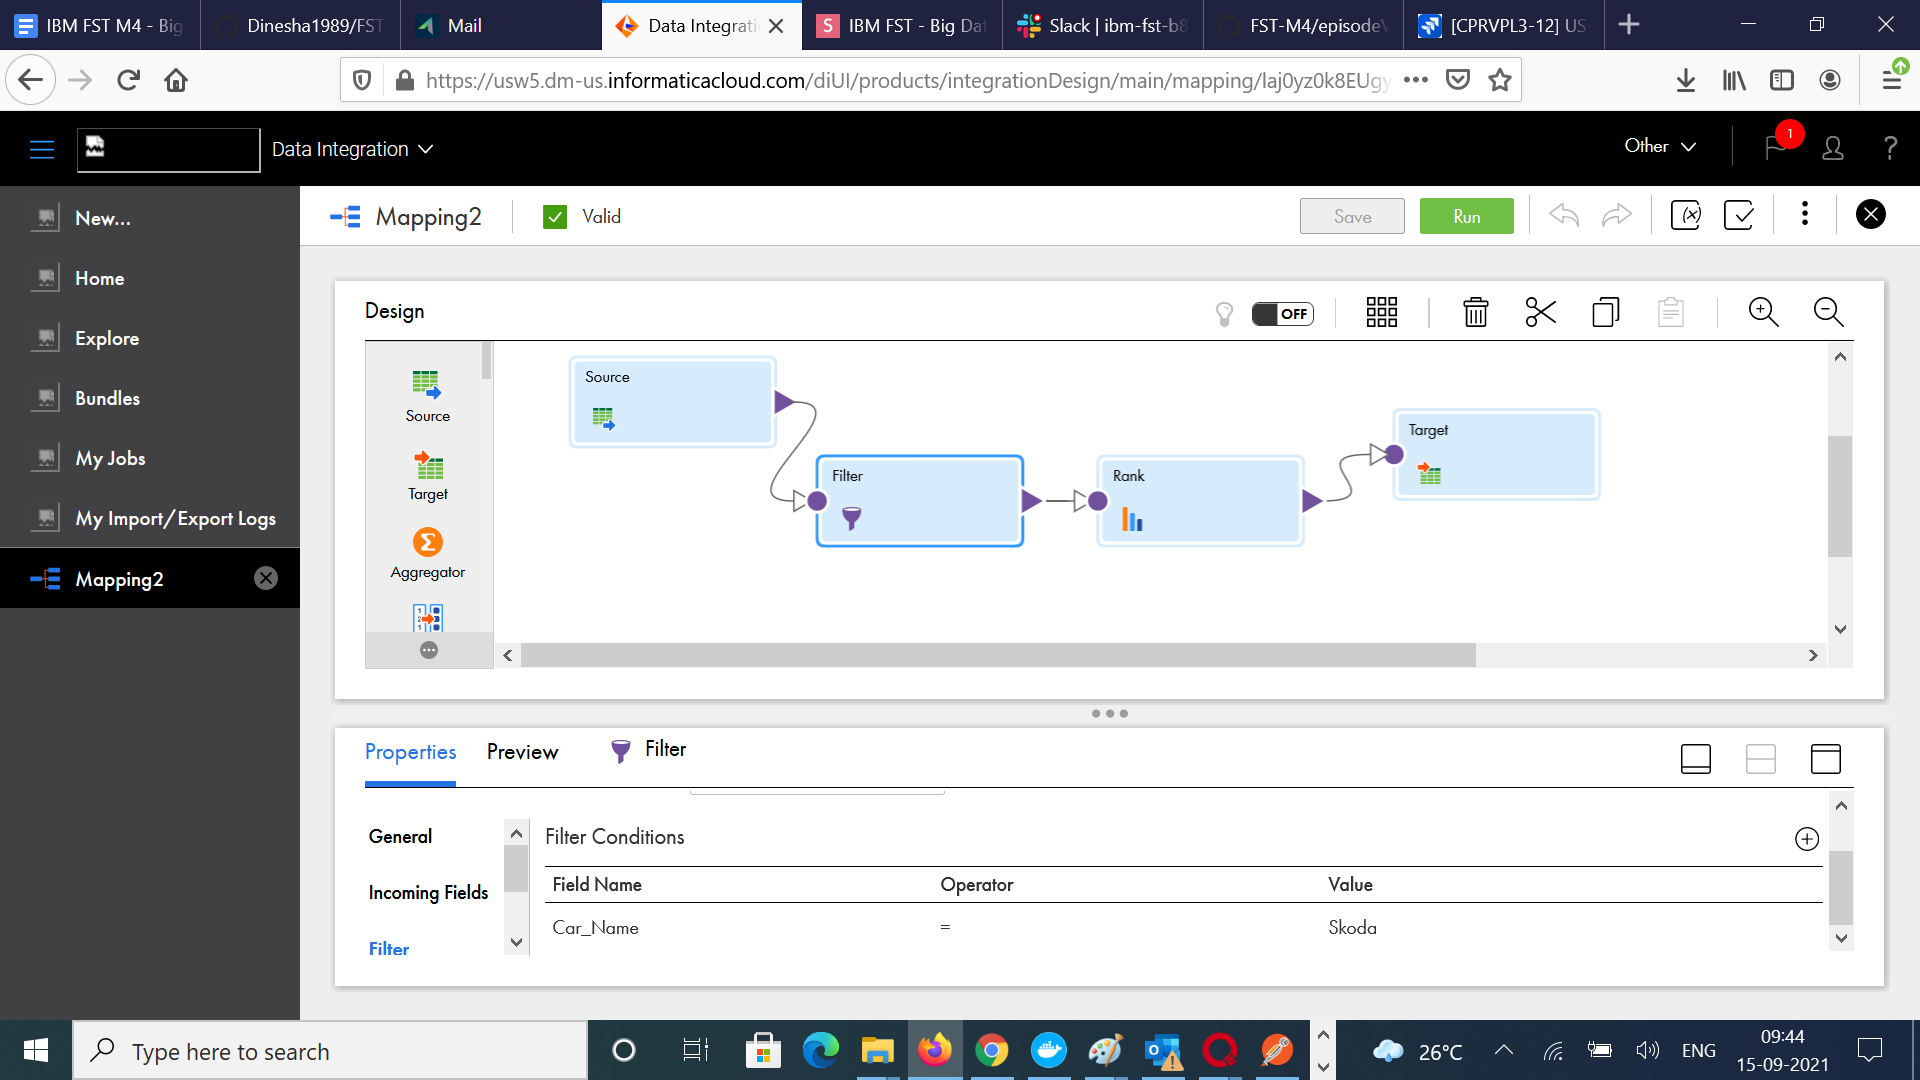 IBM FST M4 - Big
Dinesha1989/FST
Mail
Data Integrati
IBM FST - Big Dat
Slack | ibm-fst-b8
FST-M4/episodeV
[CPRVPL3-12] US
https://usw5.dm-us.informaticacloud.com/diUI/products/integrationDesign/main/mapping/laj0yz0k8EUgy
Data Integration
Other
1
?
New...
Home
Explore
Bundles
My Jobs
My Import/Export Logs
Mapping2
Mapping2
Valid
Save
Run
Design
OFF
Source
Target
Aggregator
Source
Filter
Rank
Target
Properties
Preview
Filter
General
Incoming Fields
Filter
Filter Conditions
Field Name
Operator
Value
Car_Name
=
Skoda
Type here to search
26°C
ENG
09:44
15-09-2021